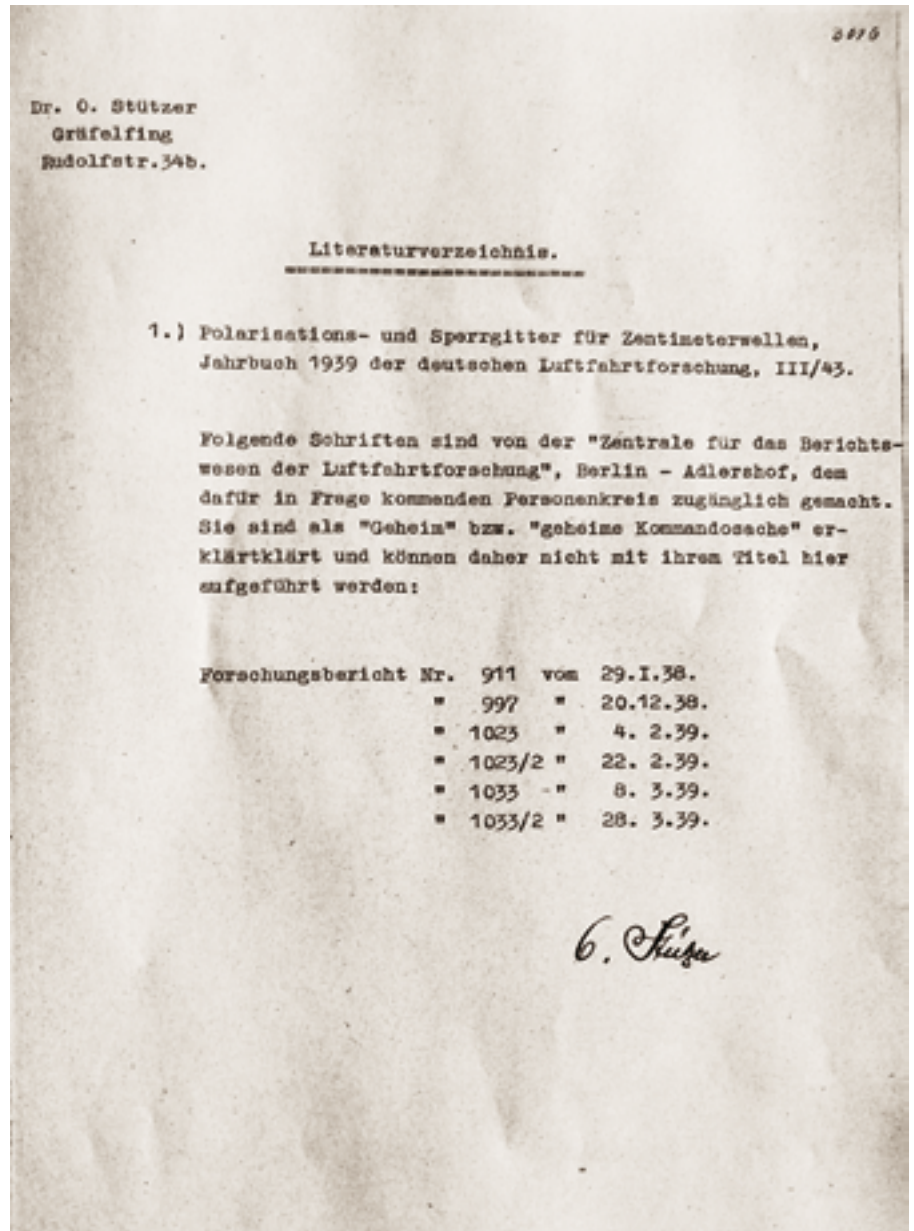 Dr. O. Stützer
Gräfelfing
Rudolfstr.34b.
Literaturverzeichnis.
1.) Polarisations- und Sperrgitter für Zentimeterwellen,
Jahrbuch 1939 der deutschen Luftfahrtforschung, III/43.
Folgende Schriften sind von der "Zentrale für das Berichts-
wesen der Luftfahrtforschung", Berlin - Adlershof, dem
dafür in Frage kommenden Personenkreis zugänglich gemacht.
Sie sind als "Geheim" bzw. "geheime Kommandosache" er-
klärtklärt und können daher nicht mit ihrem Titel hier
aufgeführt werden:
Forschungsbericht Nr. 911 vom 29.I.38.
" 997 " 20.12.38.
" 1023 " 4. 2.39.
" 1023/2 " 22. 2.39.
" 1033 - " 8. 3.39.
" 1033/2 " 28. 3.39.
O. Stützer